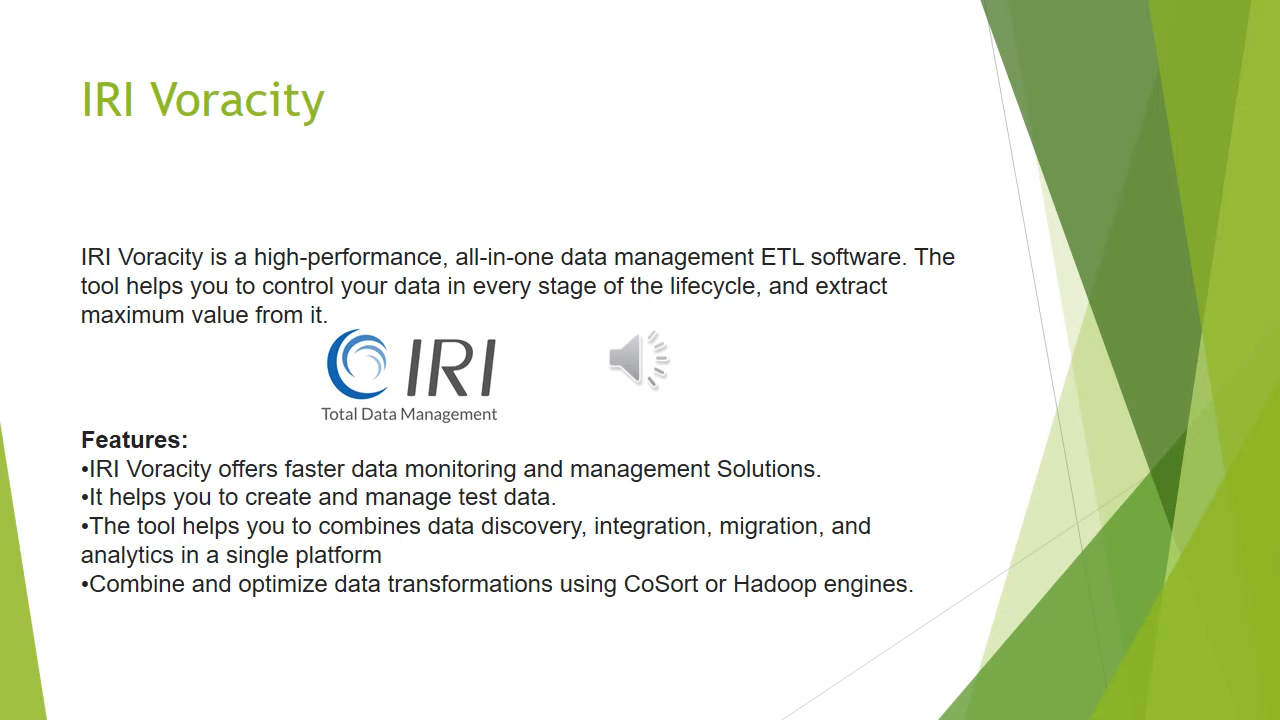 IRI Voracity
IRI Voracity is a high-performance, all-in-one data management ETL software. The
tool helps you to control your data in every stage of the lifecycle, and extract
maximum value from it.
IRI
Total Data Management
Features:
•IRI Voracity offers faster data monitoring and management Solutions.
•It helps you to create and manage test data.
•The tool helps you to combines data discovery, integration, migration, and
analytics in a single platform
•Combine and optimize data transformations using CoSort or Hadoop engines.